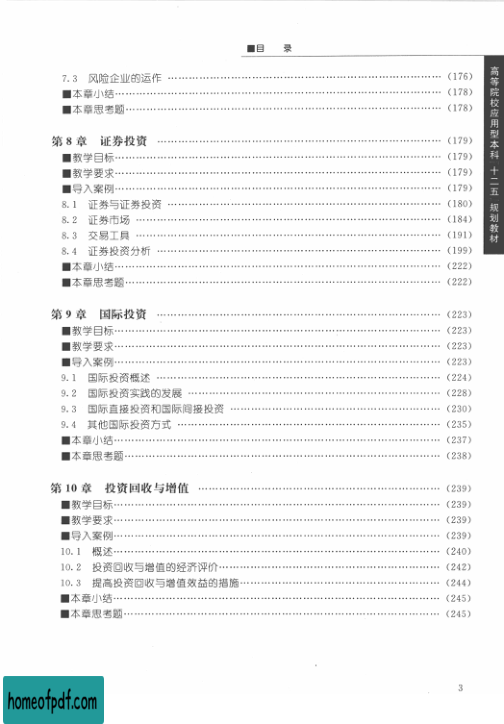 ■目 录
7.3 风险企业的运作 ……………………………………………… (176)
■本章小结……………………………………………………… (178)
■本章思考题…………………………………………………… (178)
第8章 证券投资 ……………………………………………… (179)
■教学目标……………………………………………………… (179)
■教学要求……………………………………………………… (179)
■导入案例……………………………………………………… (179)
8.1 证券与证券投资 ……………………………………………… (180)
8.2 证券市场 ……………………………………………………… (184)
8.3 交易工具 ……………………………………………………… (191)
8.4 证券投资分析 ………………………………………………… (199)
■本章小结……………………………………………………… (222)
■本章思考题…………………………………………………… (222)
第9章 国际投资 ……………………………………………… (223)
■教学目标……………………………………………………… (223)
■教学要求……………………………………………………… (223)
■导入案例……………………………………………………… (223)
9.1 国际投资概述 ………………………………………………… (224)
9.2 国际投资实践的发展 ………………………………………… (228)
9.3 国际直接投资和国际间接投资 ……………………………… (230)
9.4 其他国际投资方式 …………………………………………… (235)
■本章小结……………………………………………………… (237)
■本章思考题…………………………………………………… (238)
第10章 投资回收与增值 ……………………………………… (239)
■教学目标……………………………………………………… (239)
■教学要求……………………………………………………… (239)
■导入案例……………………………………………………… (239)
10.1 概述………………………………………………………… (240)
10.2 投资回收与增值的经济评价……………………………… (242)
10.3 提高投资回收与增值效益的措施………………………… (244)
■本章小结……………………………………………………… (245)
■本章思考题…………………………………………………… (245)
高等院校应用型本科 十二五 规划教材
3
homeofpdf.com